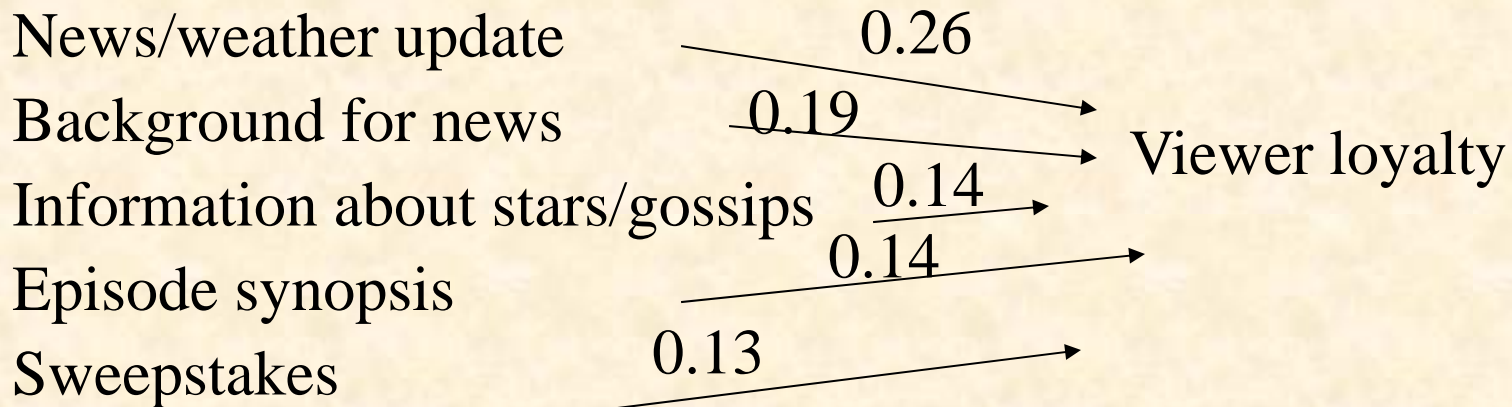 News/weather update 0.26
Background for news 0.19
Viewer loyalty
Information about stars/gossips 0.14
Episode synopsis 0.14
Sweepstakes 0.13